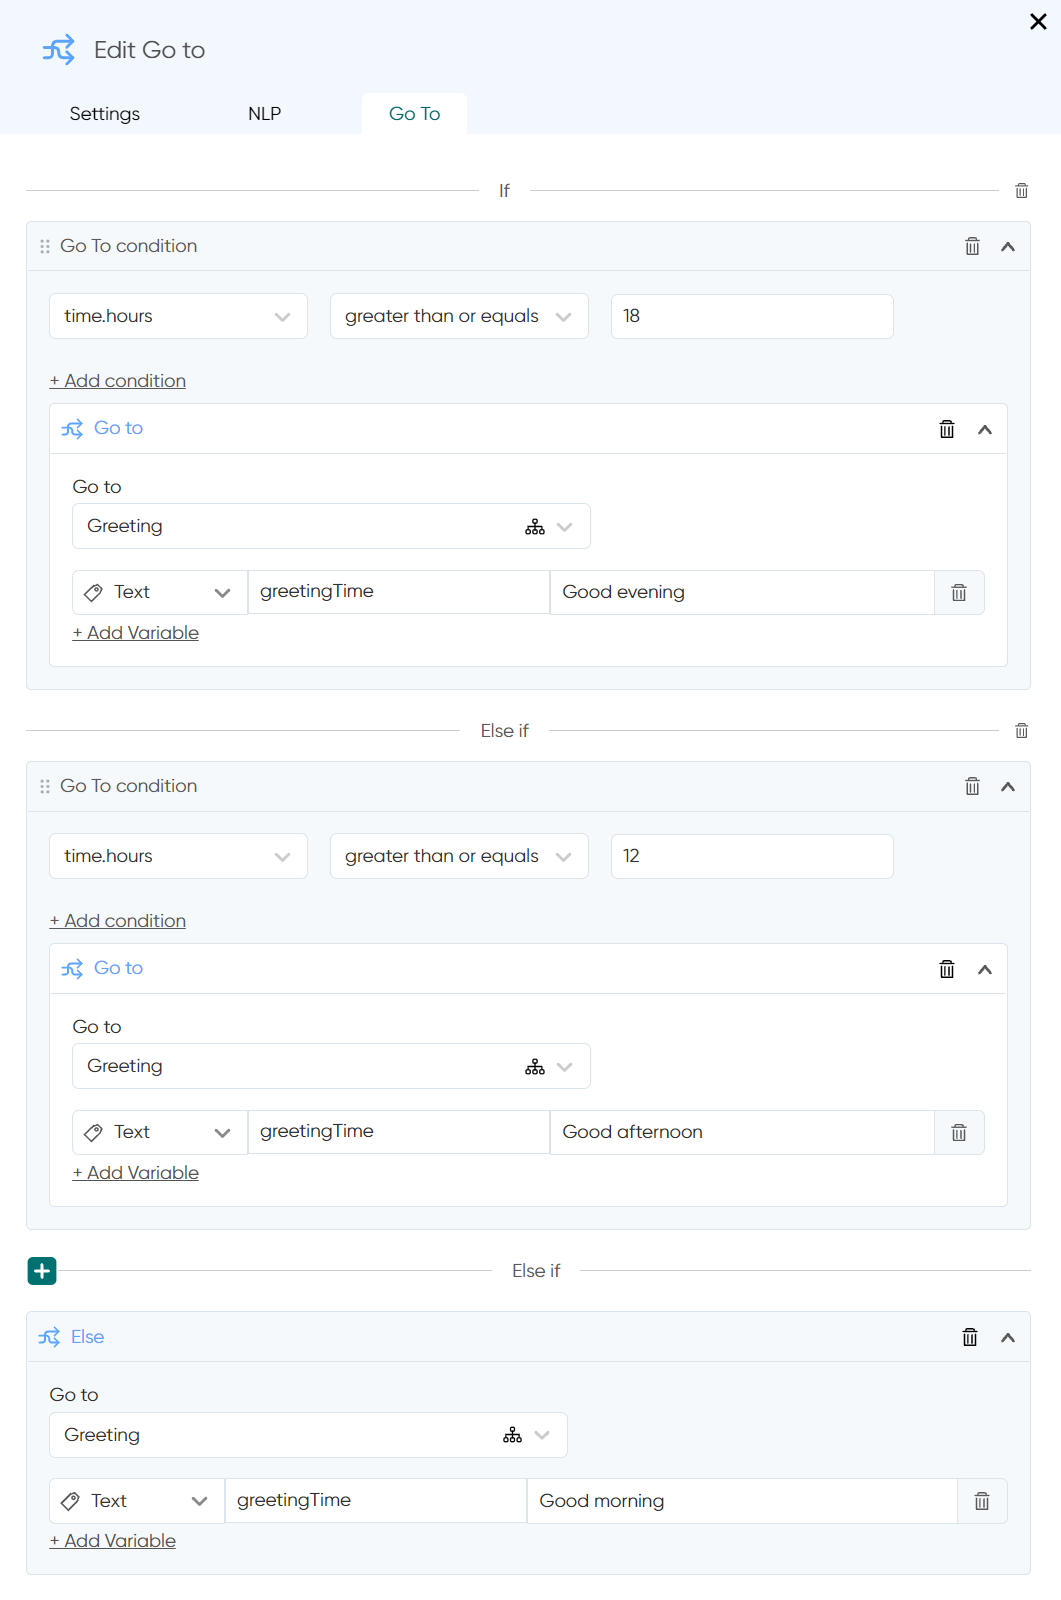 Edit Go to
Settings NLP Go To
If
Go To condition
time.hours greater than or equals 18
+ Add condition
Go to
Go to
Greeting
Text greetingTime Good evening
+ Add Variable
Else if
Go To condition
time.hours greater than or equals 12
+ Add condition
Go to
Go to
Greeting
Text greetingTime Good afternoon
+ Add Variable
Else if
Else
Go to
Greeting
Text greetingTime Good morning
+ Add Variable